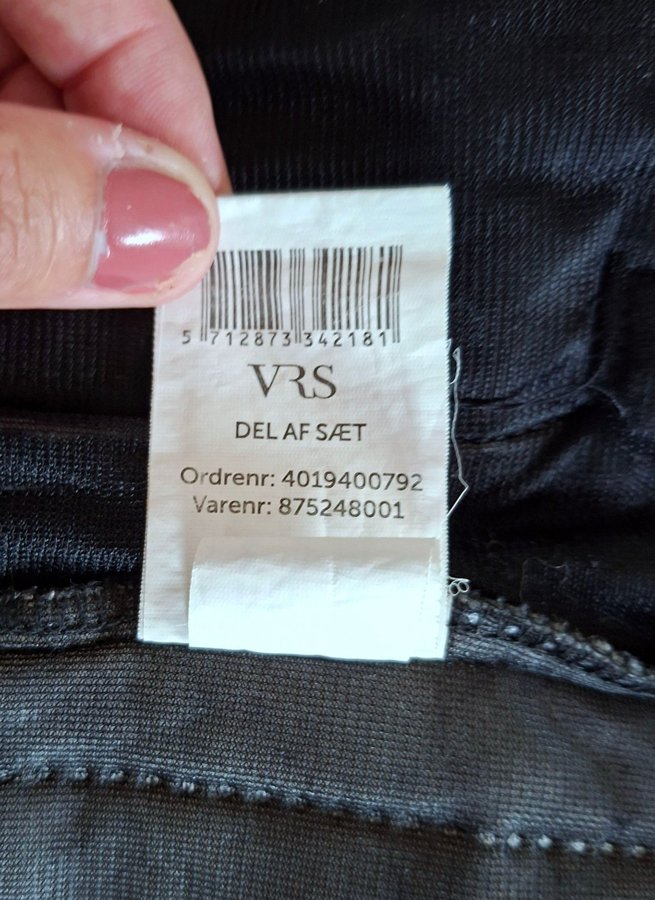 5 712873 342181
VRS
DEL AF SÆT
Ordrenr: 4019400792
Varenr: 875248001